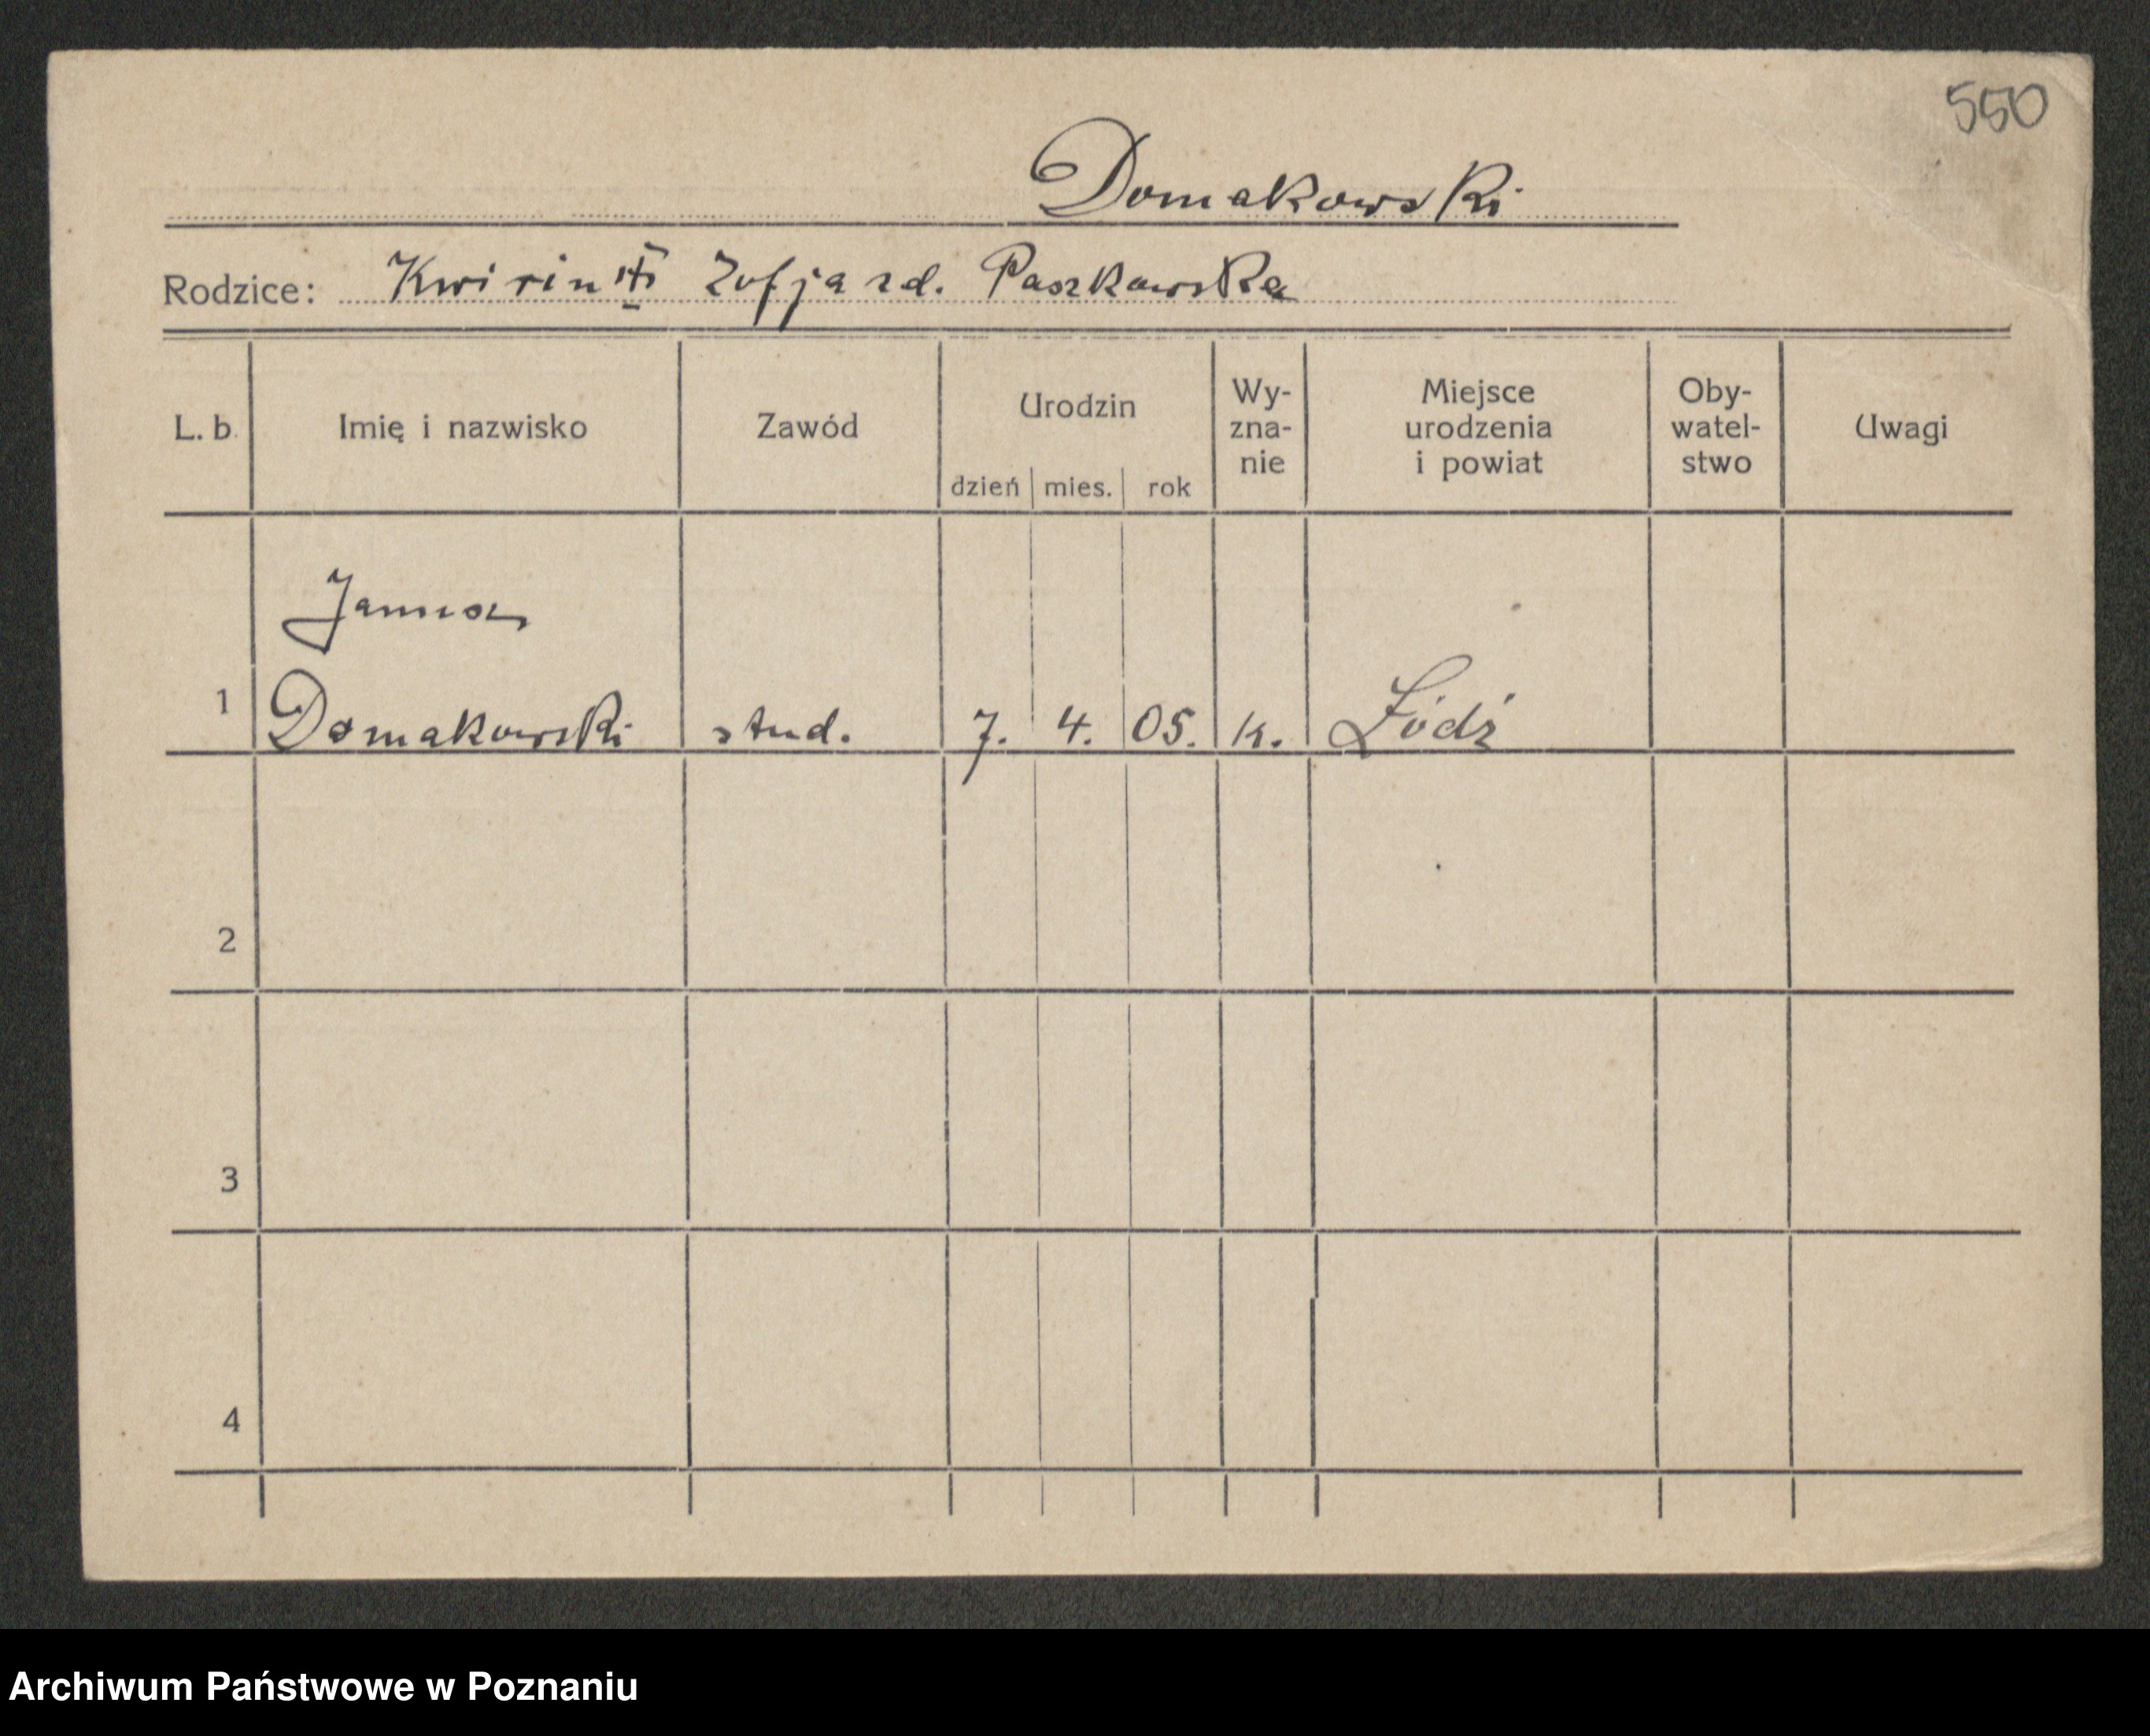 550
Domakowski
Rodzice: Kwirin i Zofja zd. Paszkowska
L. b. Imię i nazwisko Zawód Urodzin Wy-zna-nie Miejsce urodzenia i powiat Oby-watel-stwo Uwagi
dzień mies. rok
Janusz
1 Domakowski stud. 7. 4. 05. k. Łódź
2
3
4
Archiwum Państwowe w Poznaniu